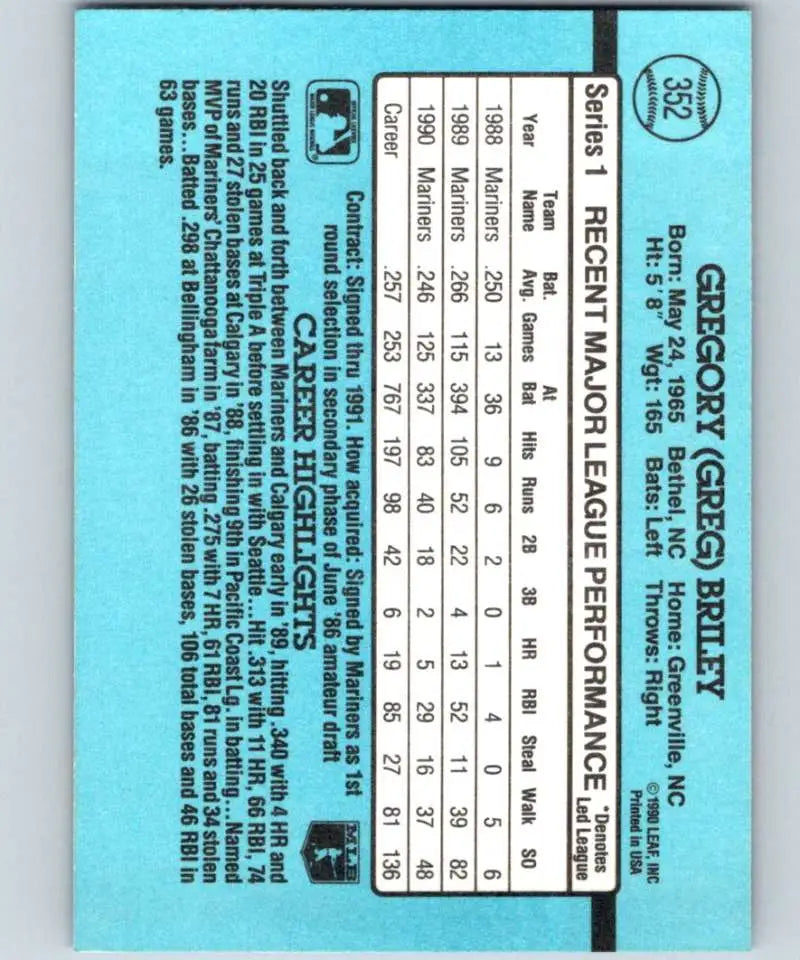 352
GREGORY (GREG) BRILEY
Born: May 24, 1965 Bethel, NC Home: Greenville, NC
Ht: 5'8" Wgt: 165 Bats: Left Throws: Right
©1990 LEAF, INC
Printed in USA
Series 1 RECENT MAJOR LEAGUE PERFORMANCE *Denotes Led League
Year Team Name Bat. Avg. Games At Bat Hits Runs 2B 3B HR RBI Steal Walk SO
1988 Mariners .250 13 36 9 6 2 0 1 4 0 5 6
1989 Mariners .266 115 394 105 52 22 4 13 52 11 39 82
1990 Mariners .246 125 337 83 40 18 2 5 29 16 37 48
Career .257 253 767 197 98 42 6 19 85 27 81 136
Contract: Signed thru 1991. How acquired: Signed by Mariners as 1st
round selection in secondary phase of June '86 amateur draft
MLB
CAREER HIGHLIGHTS
Shuttled back and forth between Mariners and Calgary early in '89, hitting .340 with 4 HR and
20 RBI in 25 games at Triple A before settling in with Seattle...Hit .313 with 11 HR, 66 RBI, 74
runs and 27 stolen bases at Calgary in '88, finishing 9th in Pacific Coast Lg. in batting...Named
MVP of Mariners' Chattanooga farm in '87, batting .275 with 7 HR, 61 RBI, 81 runs and 34 stolen
bases...Batted .298 at Bellingham in '86 with 26 stolen bases, 106 total bases and 46 RBI in
63 games.